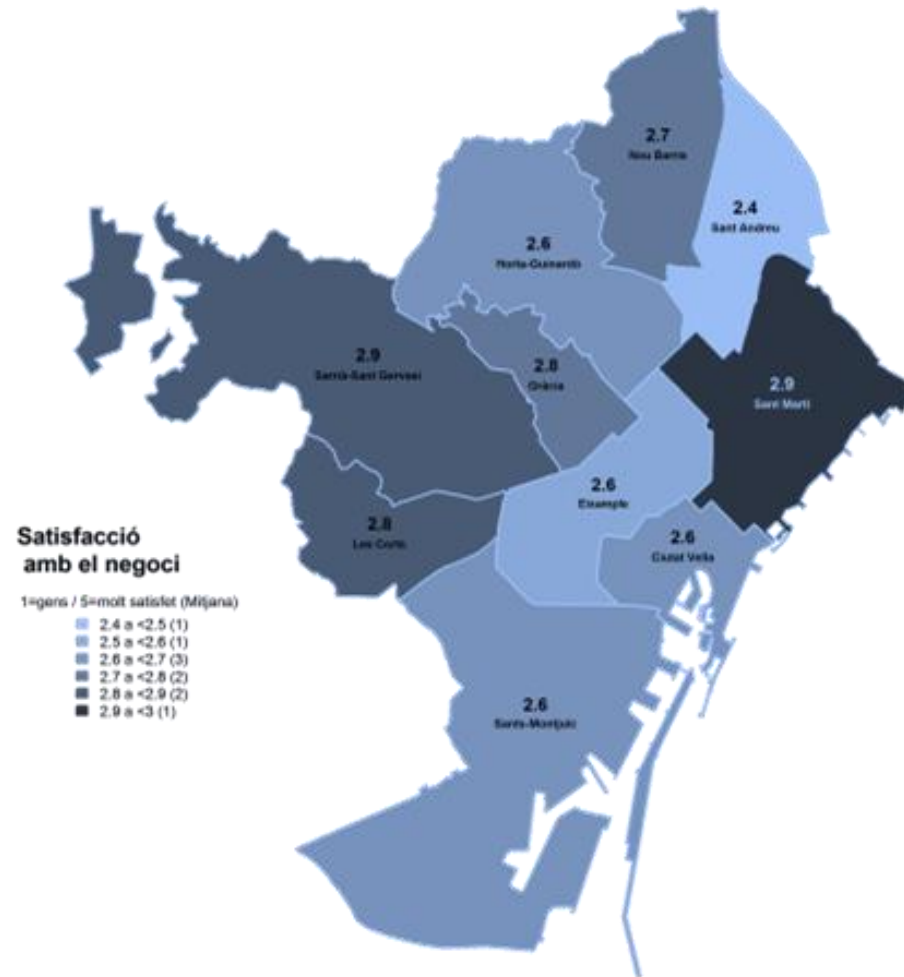 2.7
Nou Barris
2.4
Sant Andreu
2.6
Horta-Guinardó
2.9
Sarrià-Sant Gervasi
2.8
Gràcia
2.9
Sant Martí
2.6
Eixample
2.8
Les Corts
2.6
Ciutat Vella
2.6
Sants-Montjuïc
Satisfacció
amb el negoci
1=gens / 5=molt satisfet (Mitjana)
2.4 a <2.5 (1)
2.5 a <2.6 (1)
2.6 a <2.7 (3)
2.7 a <2.8 (2)
2.8 a <2.9 (2)
2.9 a <3 (1)